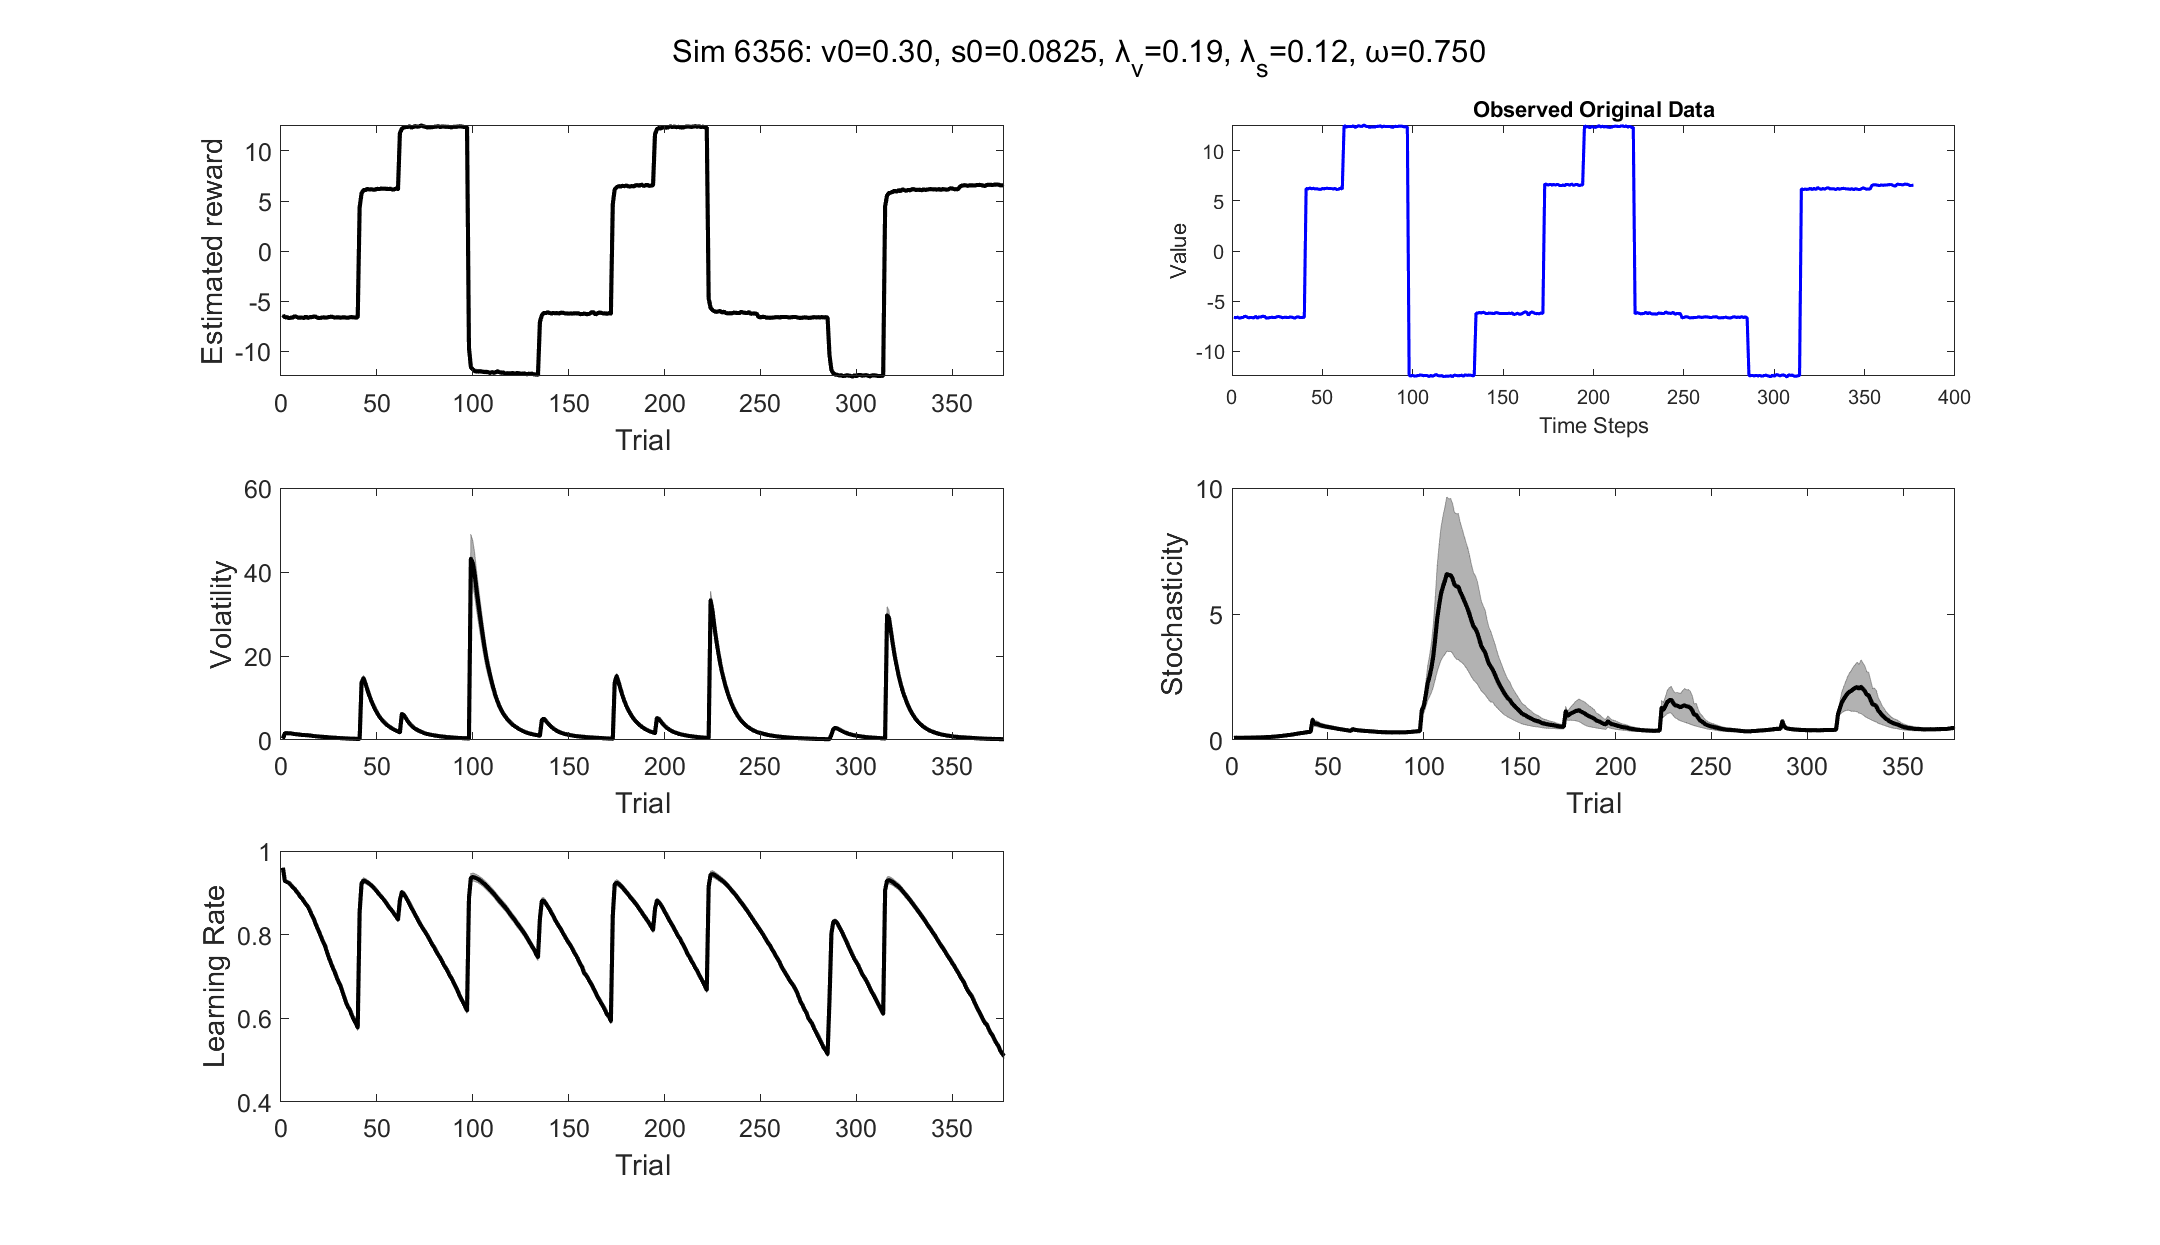 Sim 6356: v0=0.30, s0=0.0825, λv=0.19, λs=0.12, ω=0.750
Estimated reward
10
5
0
-5
-10
0 50 100 150 200 250 300 350
Trial
Observed Original Data
Value
10
5
0
-5
-10
0 50 100 150 200 250 300 350 400
Time Steps
Volatility
60
40
20
0
0 50 100 150 200 250 300 350
Trial
Stochasticity
10
5
0
0 50 100 150 200 250 300 350
Trial
Learning Rate
1
0.8
0.6
0.4
0 50 100 150 200 250 300 350
Trial